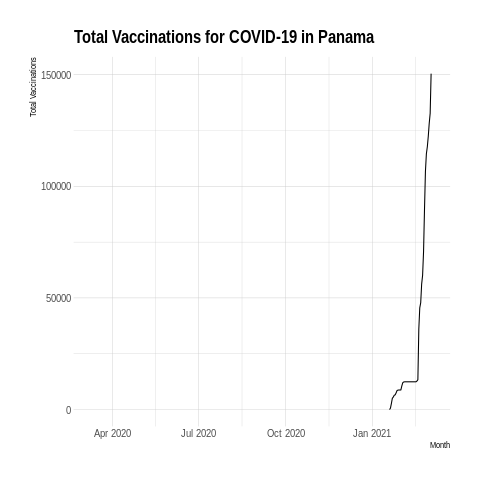 Total Vaccinations for COVID-19 in Panama
Total Vaccinations
150000
100000
50000
0
Apr 2020
Jul 2020
Oct 2020
Jan 2021
Month